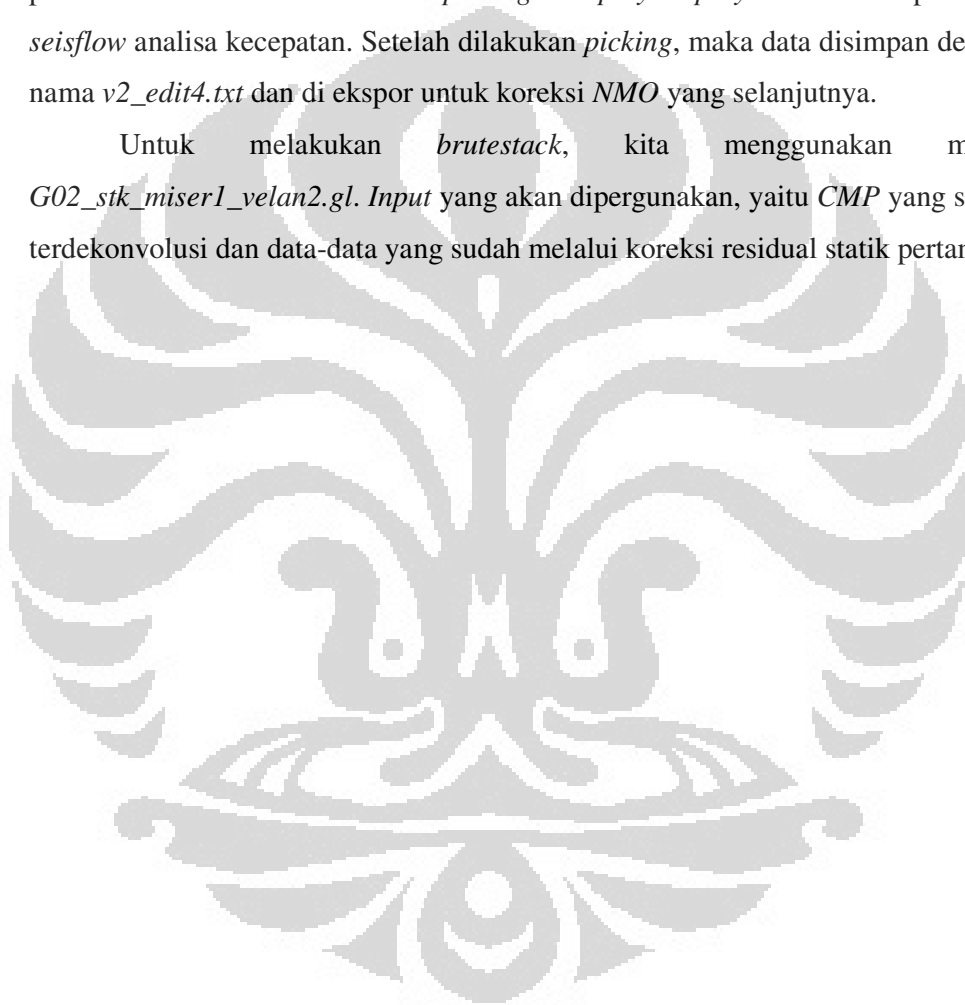 seisflow analisa kecepatan. Setelah dilakukan picking, maka data disimpan de
nama v2_edit4.txt dan di ekspor untuk koreksi NMO yang selanjutnya.
Untuk melakukan brutestack, kita menggunakan m
G02_stk_miser1_velan2.gl. Input yang akan dipergunakan, yaitu CMP yang s
terdekonvolusi dan data-data yang sudah melalui koreksi residual statik pertan